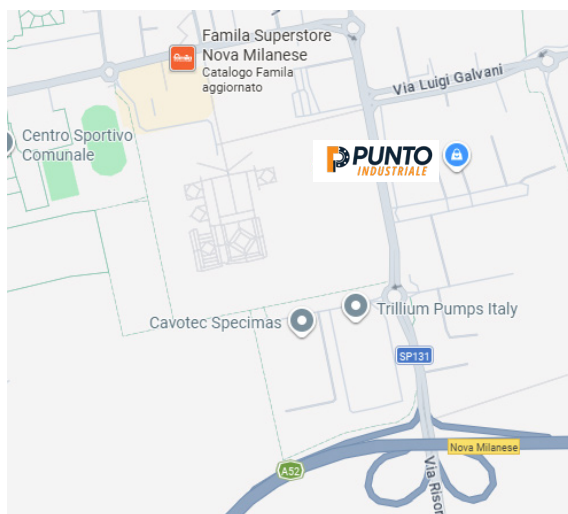 Famila Superstore
Nova Milanese
Catalogo Famila
aggiornato
Via Luigi Galvani
Centro Sportivo
Comunale
PUNTO
INDUSTRIALE
Cavotec Specimas
Trillium Pumps Italy
SP131
Nova Milanese
A52
Via Risor